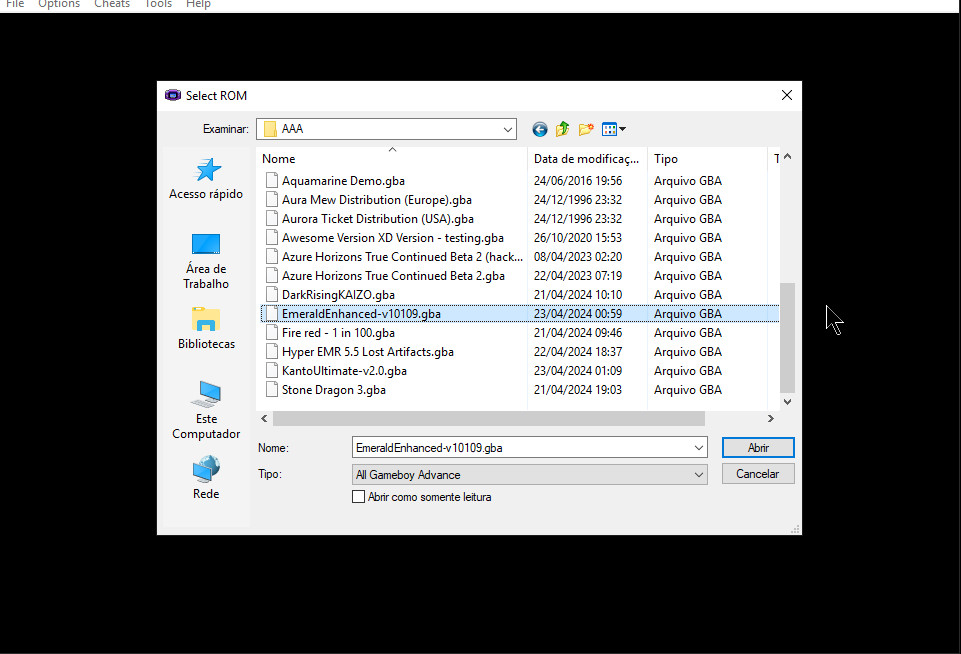 File Options Cheats Tools Help
Select ROM
Examinar: AAA
Nome Data de modificaç... Tipo T
Aquamarine Demo.gba 24/06/2016 19:56 Arquivo GBA
Aura Mew Distribution (Europe).gba 24/12/1996 23:32 Arquivo GBA
Aurora Ticket Distribution (USA).gba 24/12/1996 23:32 Arquivo GBA
Awesome Version XD Version - testing.gba 26/10/2020 15:53 Arquivo GBA
Azure Horizons True Continued Beta 2 (hack... 08/04/2023 02:20 Arquivo GBA
Azure Horizons True Continued Beta 2.gba 22/04/2023 07:19 Arquivo GBA
DarkRisingKAIZO.gba 21/04/2024 10:10 Arquivo GBA
EmeraldEnhanced-v10109.gba 23/04/2024 00:59 Arquivo GBA
Fire red - 1 in 100.gba 21/04/2024 09:46 Arquivo GBA
Hyper EMR 5.5 Lost Artifacts.gba 22/04/2024 18:37 Arquivo GBA
KantoUltimate-v2.0.gba 23/04/2024 01:09 Arquivo GBA
Stone Dragon 3.gba 21/04/2024 19:03 Arquivo GBA
Acesso rápido
Área de
Trabalho
Bibliotecas
Este
Computador
Rede
Nome: EmeraldEnhanced-v10109.gba Abrir
Tipo: All Gameboy Advance Cancelar
Abrir como somente leitura